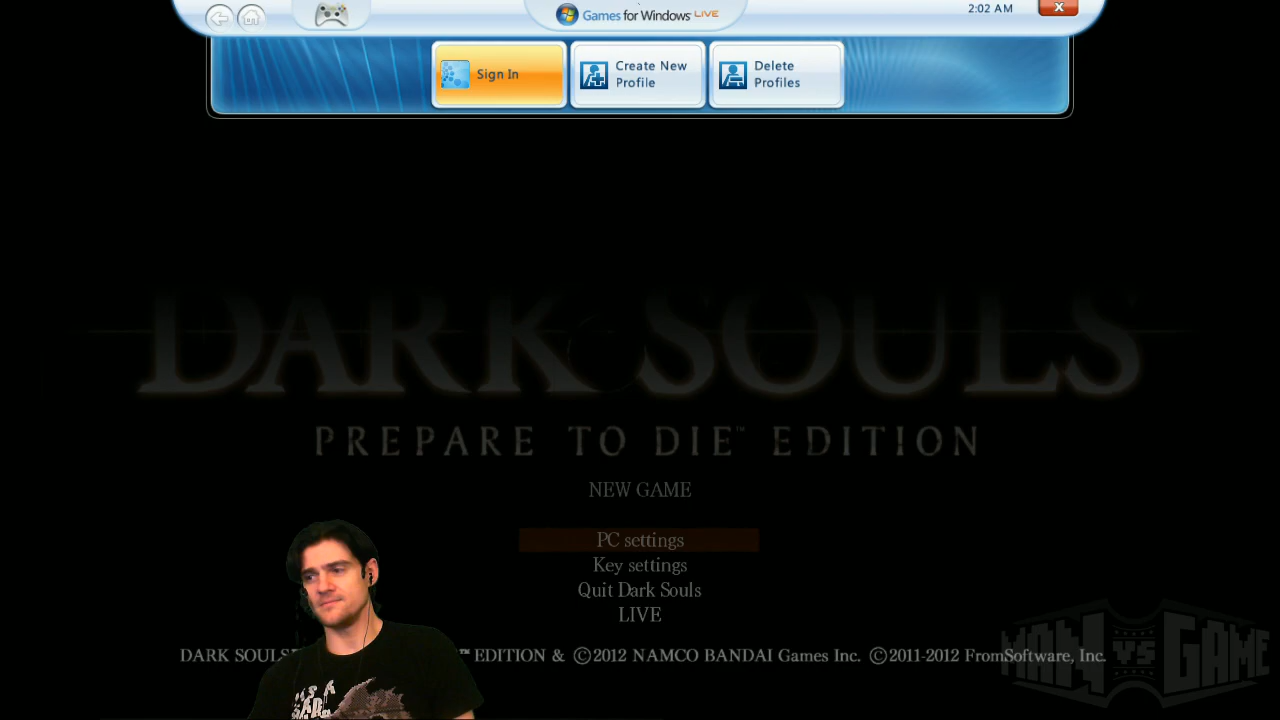 Games for Windows LIVE
2:02 AM
Sign In
Create New
Profile
Delete
Profiles
DARK SOULS
PREPARE TO DIE™ EDITION
NEW GAME
PC settings
Key settings
Quit Dark Souls
LIVE
DARK SOULS ™ EDITION & ©2012 NAMCO BANDAI Games Inc. ©2011-2012 FromSoftware, Inc.
MAN VS GAME